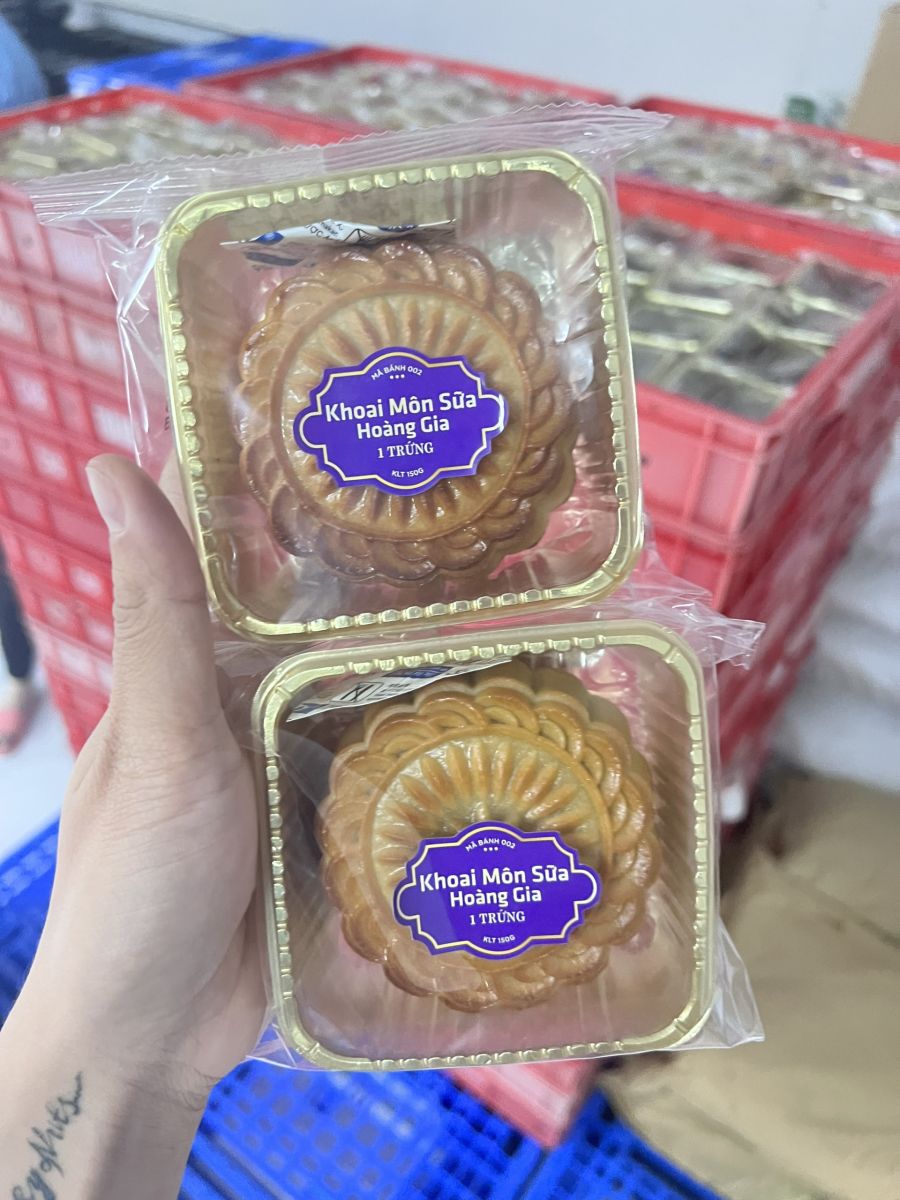 MÃ BÁNH 002
Khoai Môn Sữa
Hoàng Gia
1 TRỨNG
KLT 150G
MÃ BÁNH 002
Khoai Môn Sữa
Hoàng Gia
1 TRỨNG
KLT 150G